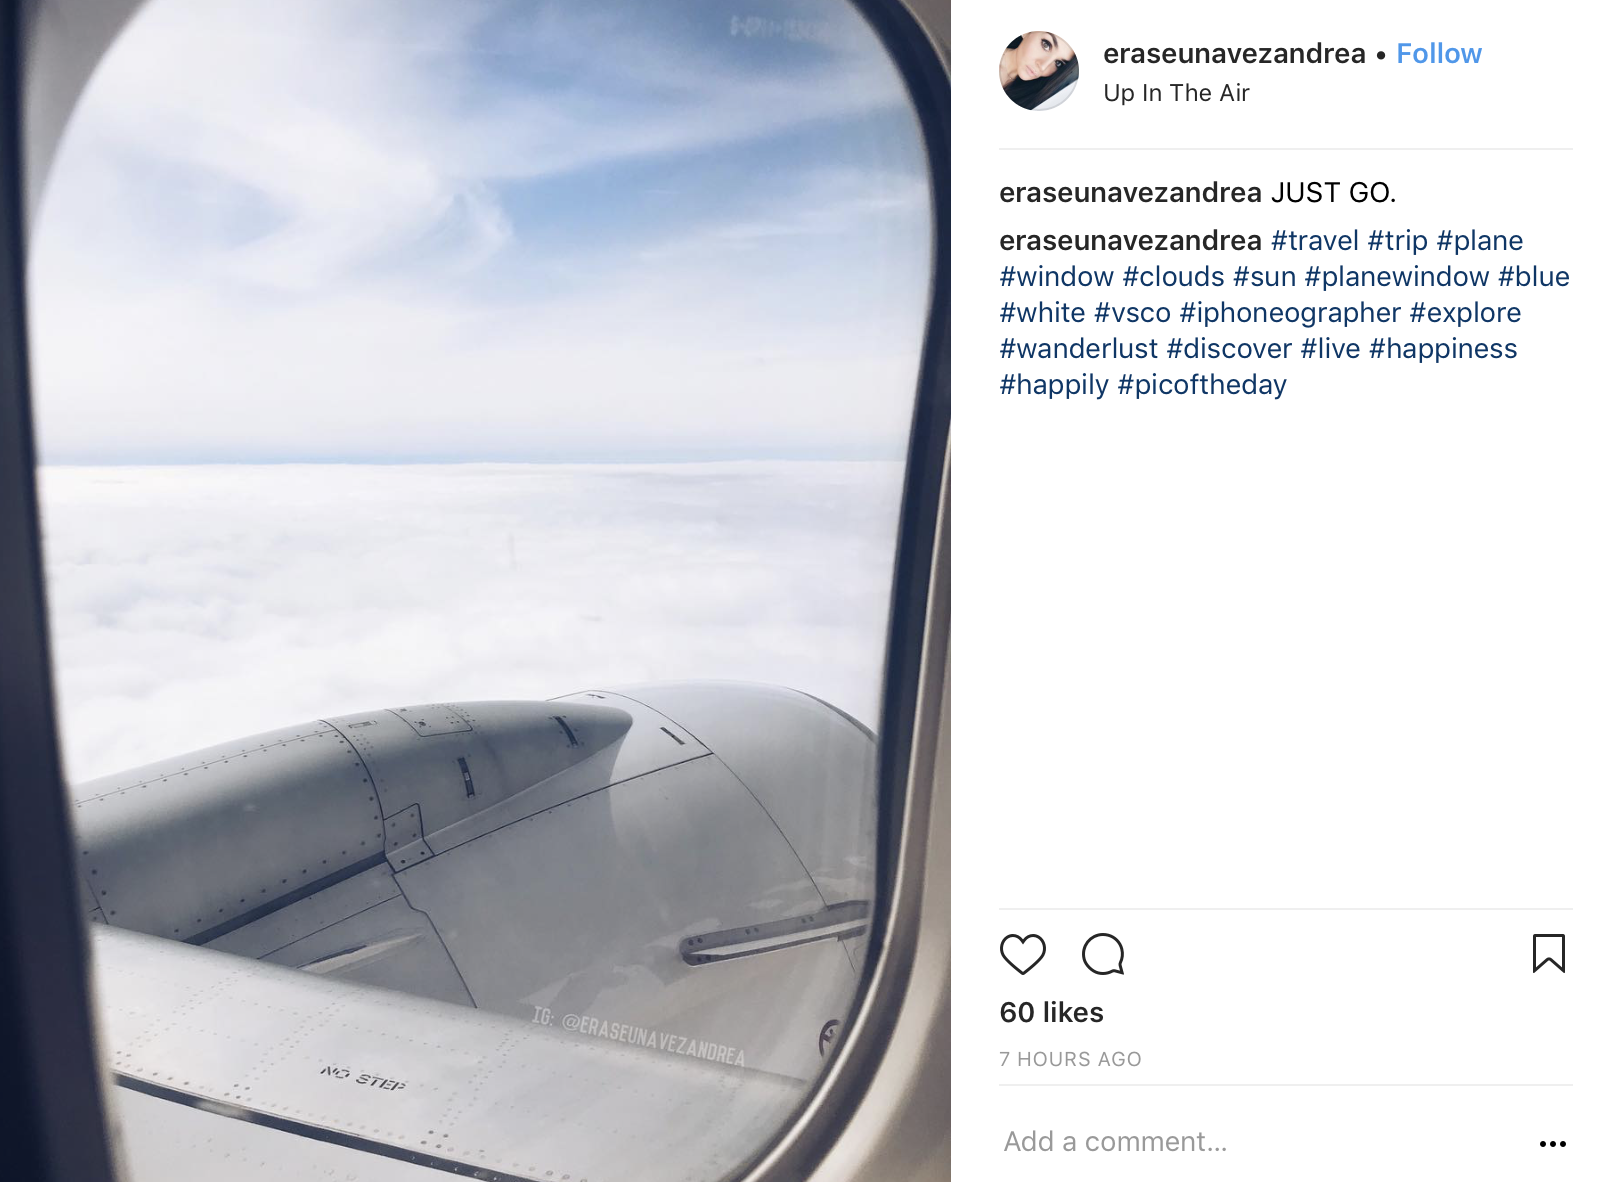 eraseunavezandrea • Follow
Up In The Air
eraseunavezandrea JUST GO.
eraseunavezandrea #travel #trip #plane
#window #clouds #sun #planewindow #blue
#white #vsco #iphoneographer #explore
#wanderlust #discover #live #happiness
#happily #picoftheday
IG: @ERASEUNAVEZANDREA
NO STEP
60 likes
7 HOURS AGO
Add a comment...